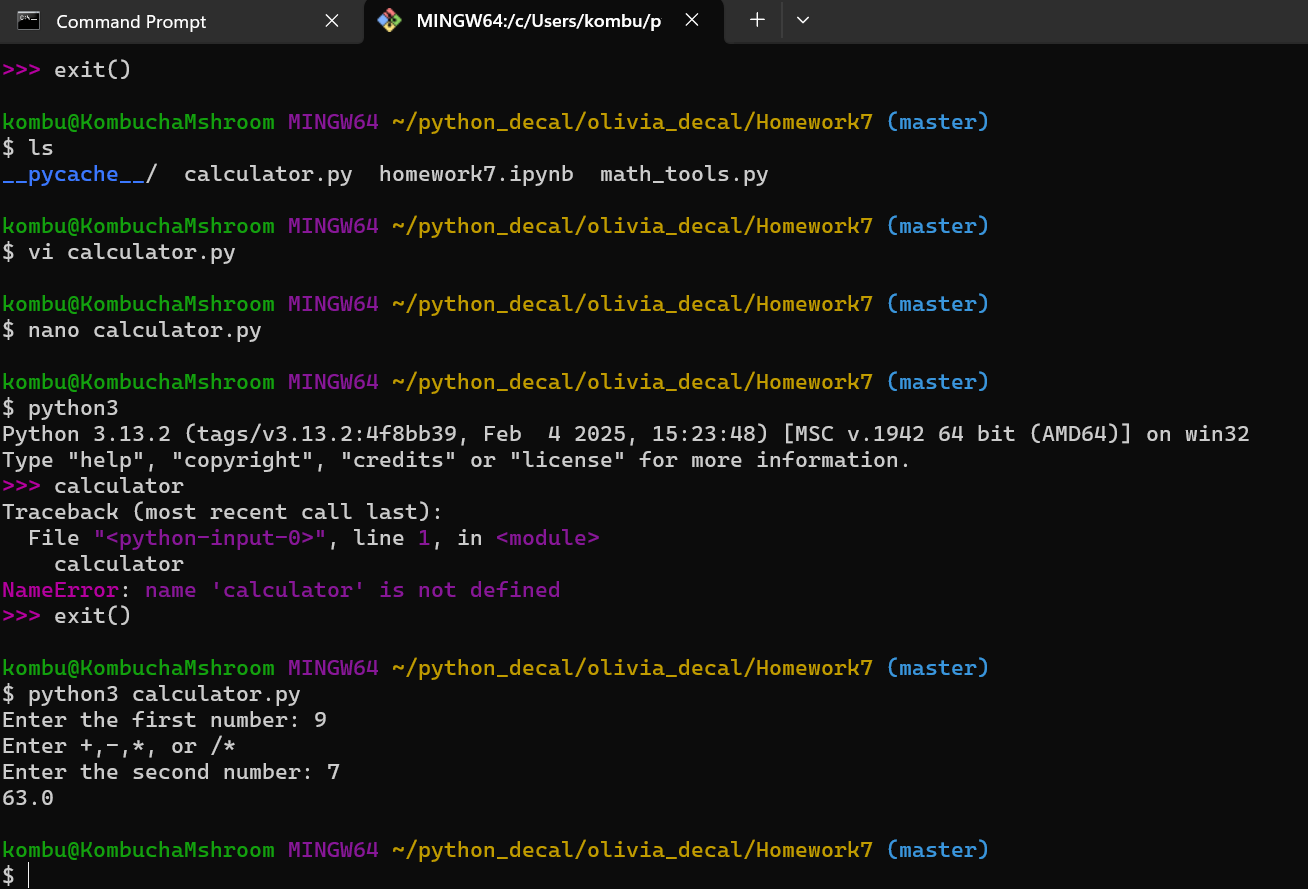 Command Prompt
MINGW64:/c/Users/kombu/p
>>> exit()
kombu@KombuchaMshroom MINGW64 ~/python_decal/olivia_decal/Homework7 (master)
$ ls
__pycache__/  calculator.py  homework7.ipynb  math_tools.py
kombu@KombuchaMshroom MINGW64 ~/python_decal/olivia_decal/Homework7 (master)
$ vi calculator.py
kombu@KombuchaMshroom MINGW64 ~/python_decal/olivia_decal/Homework7 (master)
$ nano calculator.py
kombu@KombuchaMshroom MINGW64 ~/python_decal/olivia_decal/Homework7 (master)
$ python3
Python 3.13.2 (tags/v3.13.2:4f8bb39, Feb  4 2025, 15:23:48) [MSC v.1942 64 bit (AMD64)] on win32
Type "help", "copyright", "credits" or "license" for more information.
>>> calculator
Traceback (most recent call last):
  File "<python-input-0>", line 1, in <module>
    calculator
NameError: name 'calculator' is not defined
>>> exit()
kombu@KombuchaMshroom MINGW64 ~/python_decal/olivia_decal/Homework7 (master)
$ python3 calculator.py
Enter the first number: 9
Enter +,-,*, or /*
Enter the second number: 7
63.0
kombu@KombuchaMshroom MINGW64 ~/python_decal/olivia_decal/Homework7 (master)
$